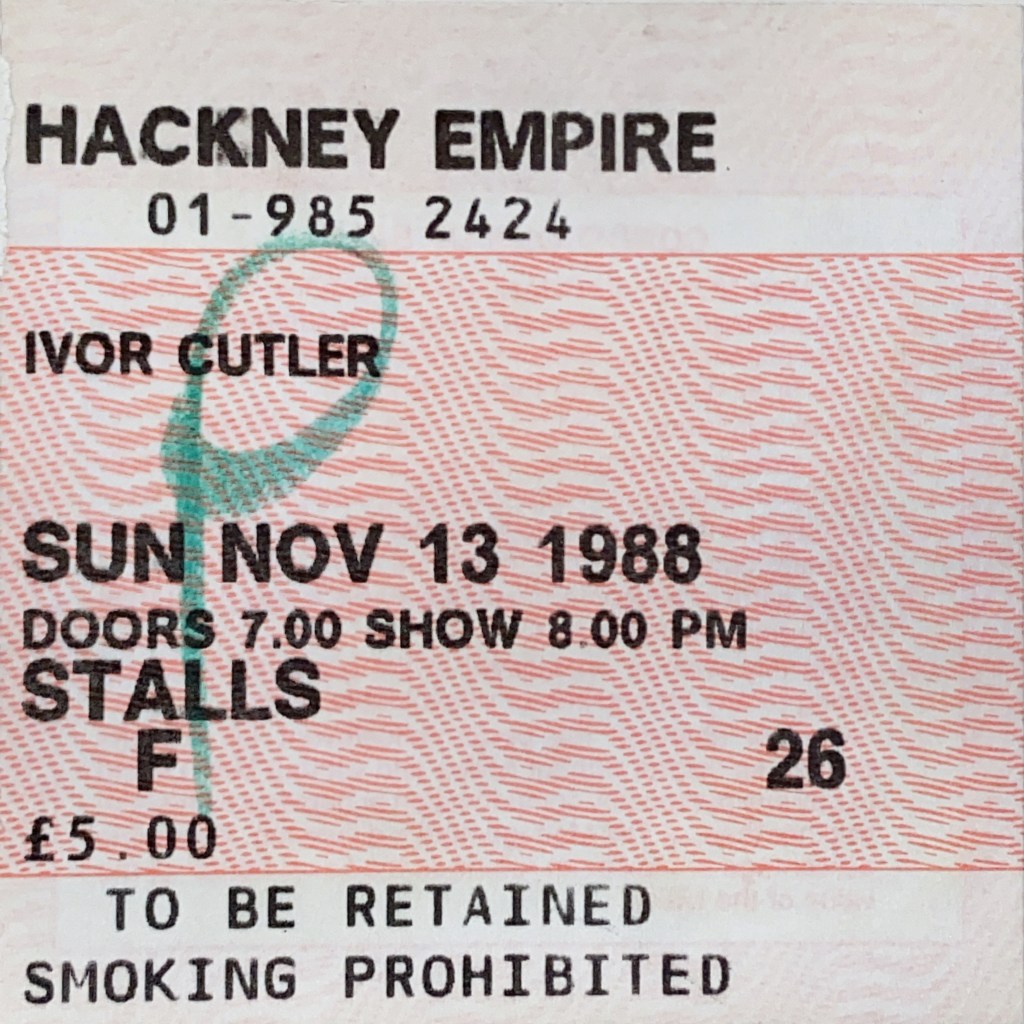 HACKNEY EMPIRE
01-985 2424
IVOR CUTLER
SUN NOV 13 1988
DOORS 7.00 SHOW 8.00 PM
STALLS
F 26
£5.00
TO BE RETAINED
SMOKING PROHIBITED